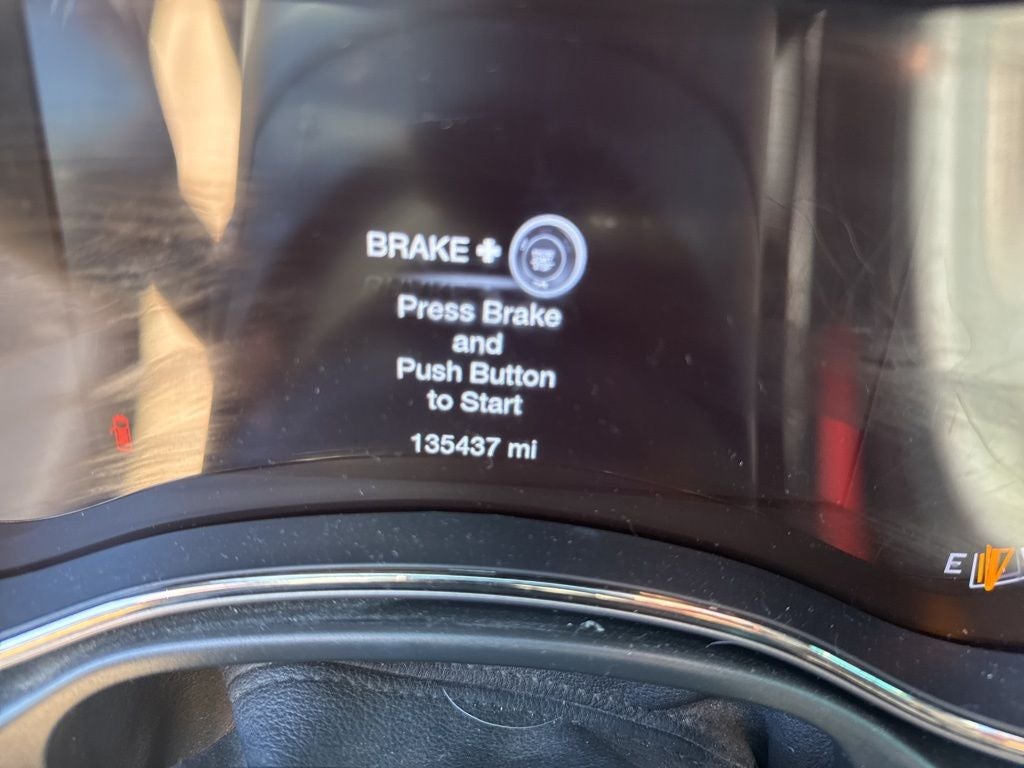 BRAKE +
Press Brake
and
Push Button
to Start
135437 mi
E